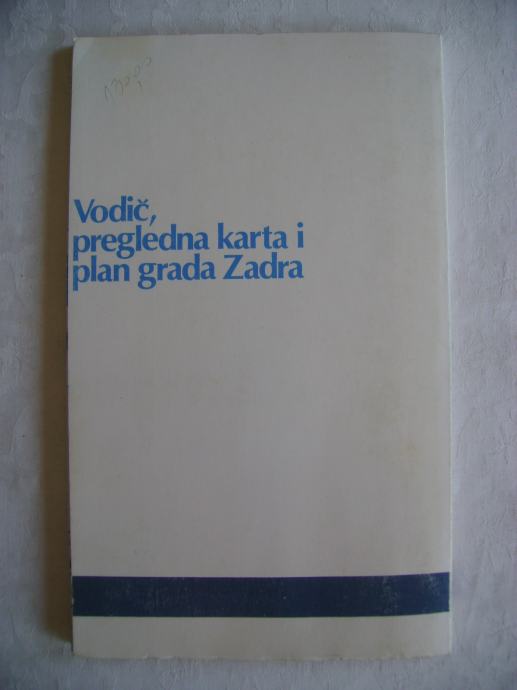 Vodič,
pregledna karta i
plan grada Zadra